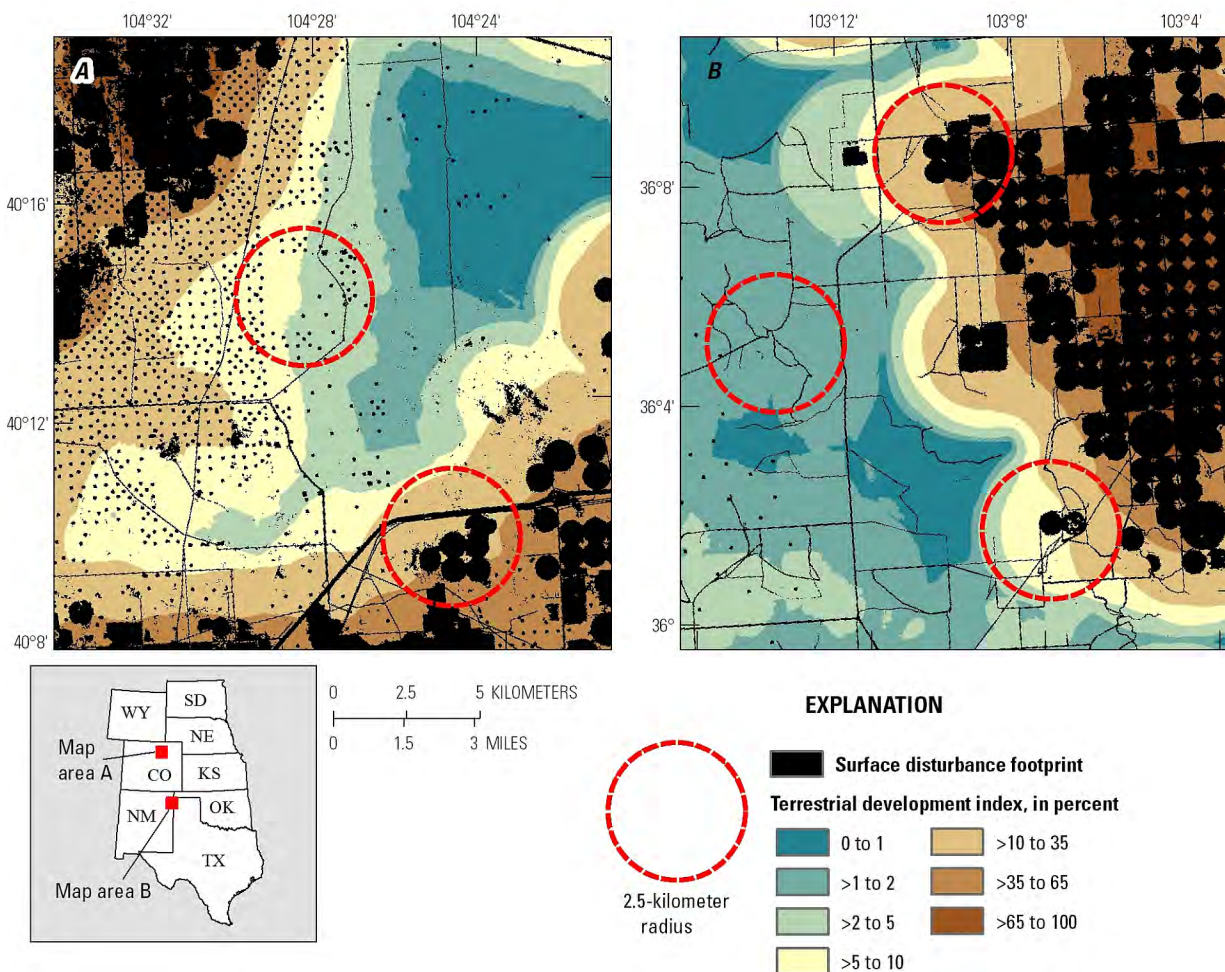 104°32'
104°28'
104°24'
103°12'
103°8'
103°4'
A
B
40°16'
40°12'
40°8'
36°8'
36°4'
36°
WY
SD
NE
CO
KS
NM
OK
TX
Map
area A
Map area B
0 2.5 5 KILOMETERS
0 1.5 3 MILES
EXPLANATION
2.5-kilometer
radius
Surface disturbance footprint
Terrestrial development index, in percent
0 to 1
>1 to 2
>2 to 5
>5 to 10
>10 to 35
>35 to 65
>65 to 100